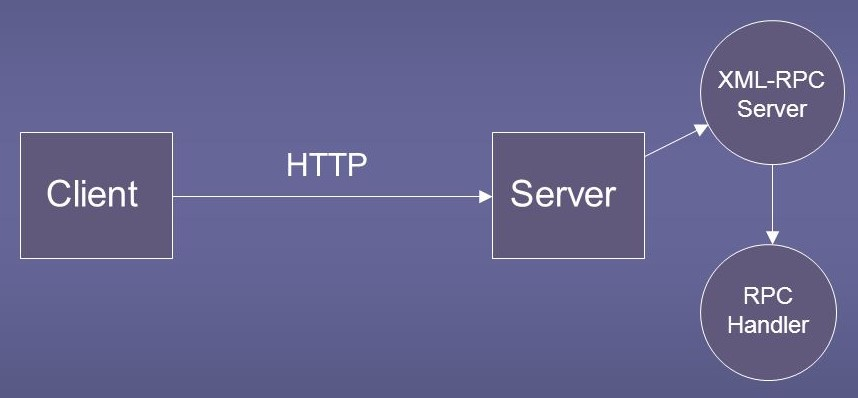 Client
HTTP
Server
XML-RPC
Server
RPC
Handler